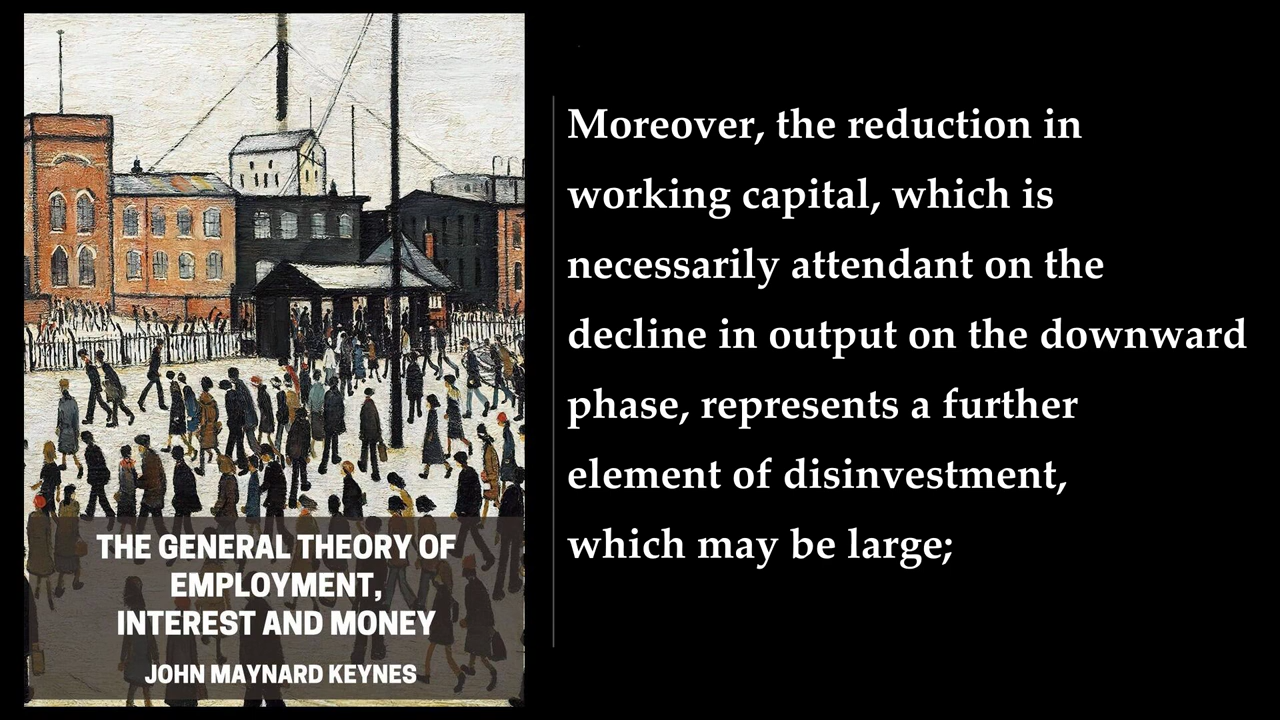 THE GENERAL THEORY OF
EMPLOYMENT,
INTEREST AND MONEY
JOHN MAYNARD KEYNES
Moreover, the reduction in
working capital, which is
necessarily attendant on the
decline in output on the downward
phase, represents a further
element of disinvestment,
which may be large;